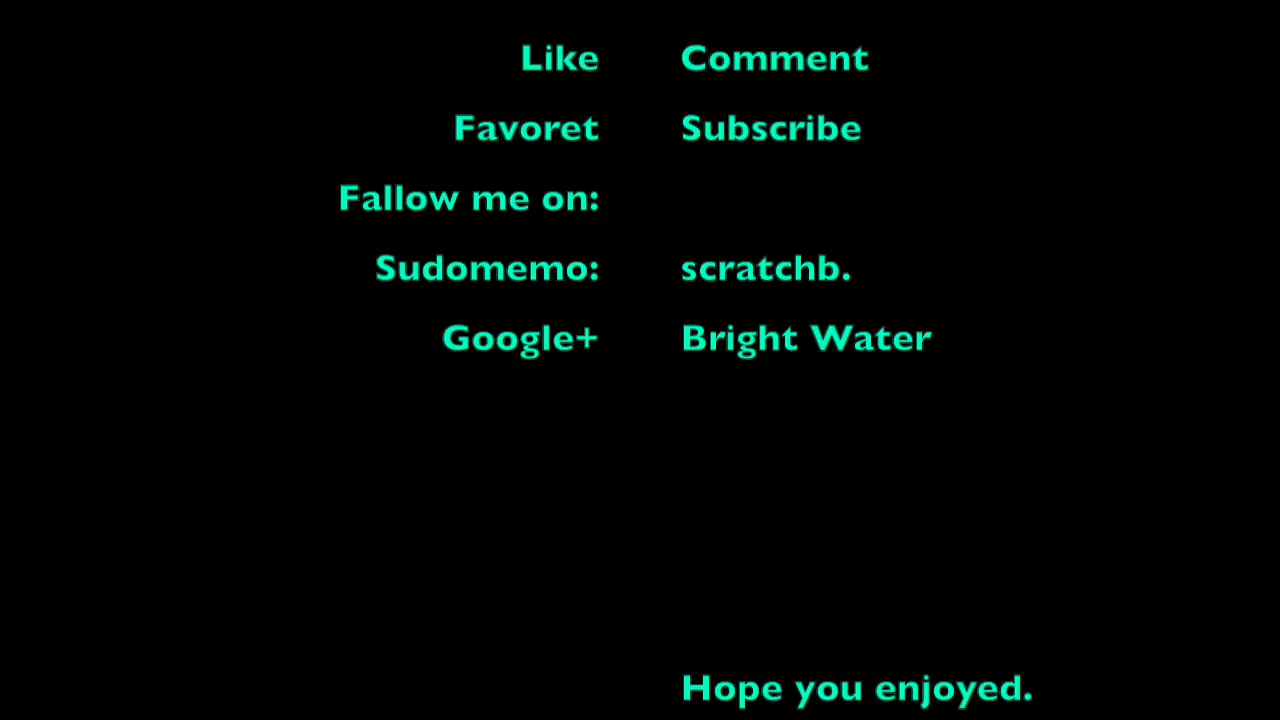 Like Comment
Favoret Subscribe
Fallow me on:
Sudomemo: scratchb.
Google+ Bright Water
Hope you enjoyed.